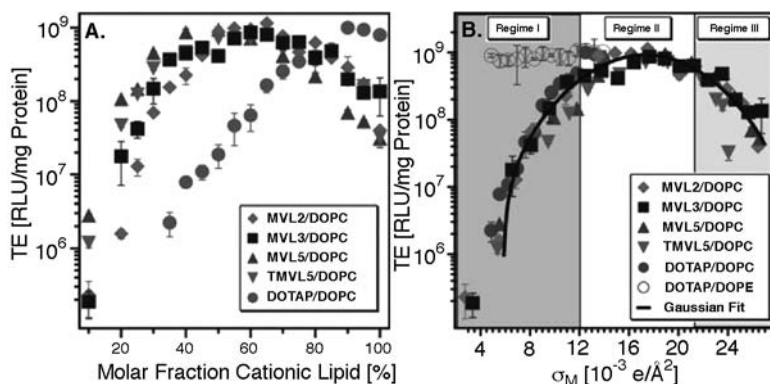 A.
TE [RLU/mg Protein]
10⁹
10⁸
10⁷
10⁶
MVL2/DOPC
MVL3/DOPC
MVL5/DOPC
TMVL5/DOPC
DOTAP/DOPC
0 20 40 60 80 100
Molar Fraction Cationic Lipid [%]
B.
Regime I Regime II Regime III
TE [RLU/mg Protein]
10⁹
10⁸
10⁷
10⁶
MVL2/DOPC
MVL3/DOPC
MVL5/DOPC
TMVL5/DOPC
DOTAP/DOPC
DOTAP/DOPE
Gaussian Fit
4 8 12 16 20 24
σM [10⁻³ e/Å²]